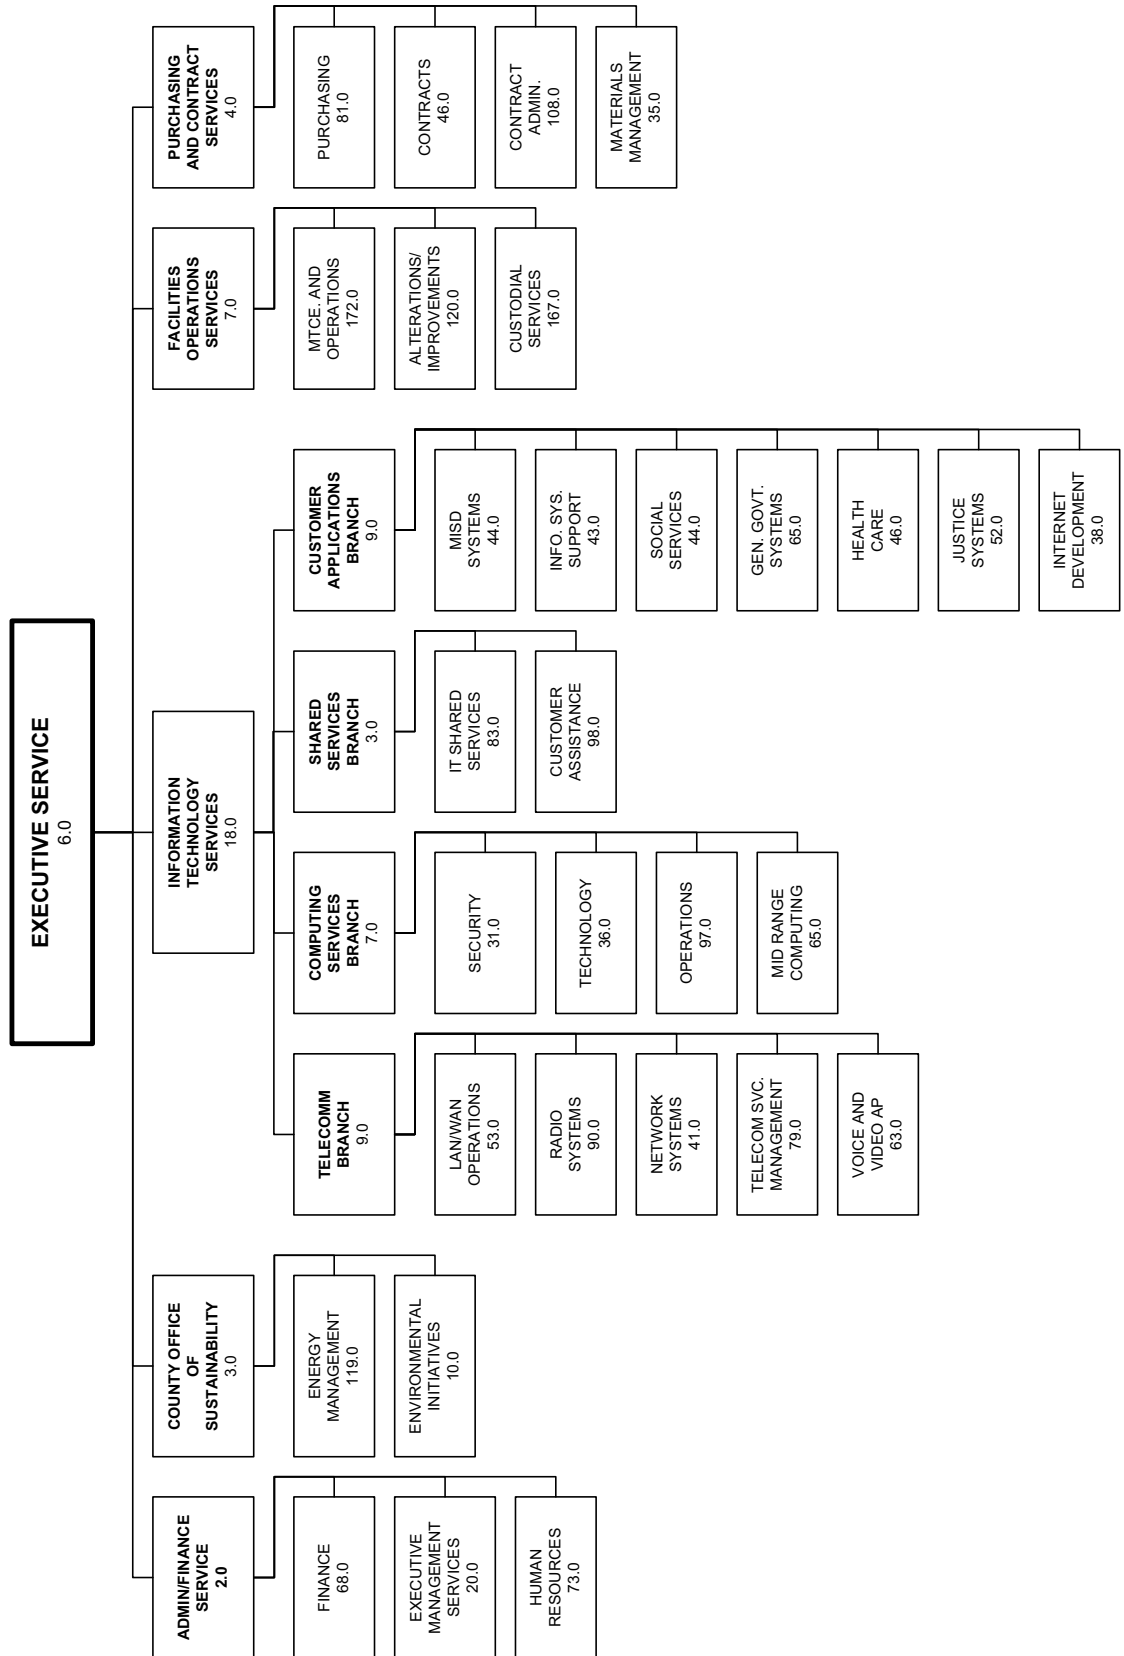 EXECUTIVE SERVICE
6.0
ADMIN/FINANCE
SERVICE
2.0
FINANCE
68.0
EXECUTIVE
MANAGEMENT
SERVICES
20.0
HUMAN
RESOURCES
73.0
COUNTY OFFICE
OF
SUSTAINABILITY
3.0
ENERGY
MANAGEMENT
119.0
ENVIRONMENTAL
INITIATIVES
10.0
INFORMATION
TECHNOLOGY
SERVICES
18.0
TELECOMM
BRANCH
9.0
LAN/WAN
OPERATIONS
53.0
RADIO
SYSTEMS
90.0
NETWORK
SYSTEMS
41.0
TELECOM SVC.
MANAGEMENT
79.0
VOICE AND
VIDEO AP
63.0
COMPUTING
SERVICES
BRANCH
7.0
SECURITY
31.0
TECHNOLOGY
36.0
OPERATIONS
97.0
MID RANGE
COMPUTING
65.0
SHARED
SERVICES
BRANCH
3.0
IT SHARED
SERVICES
83.0
CUSTOMER
ASSISTANCE
98.0
CUSTOMER
APPLICATIONS
BRANCH
9.0
MISD
SYSTEMS
44.0
INFO. SYS.
SUPPORT
43.0
SOCIAL
SERVICES
44.0
GEN. GOVT.
SYSTEMS
65.0
HEALTH
CARE
46.0
JUSTICE
SYSTEMS
52.0
INTERNET
DEVELOPMENT
38.0
FACILITIES
OPERATIONS
SERVICES
7.0
MTCE. AND
OPERATIONS
172.0
ALTERATIONS/
IMPROVEMENTS
120.0
CUSTODIAL
SERVICES
167.0
PURCHASING
AND CONTRACT
SERVICES
4.0
PURCHASING
81.0
CONTRACTS
46.0
CONTRACT
ADMIN.
108.0
MATERIALS
MANAGEMENT
35.0